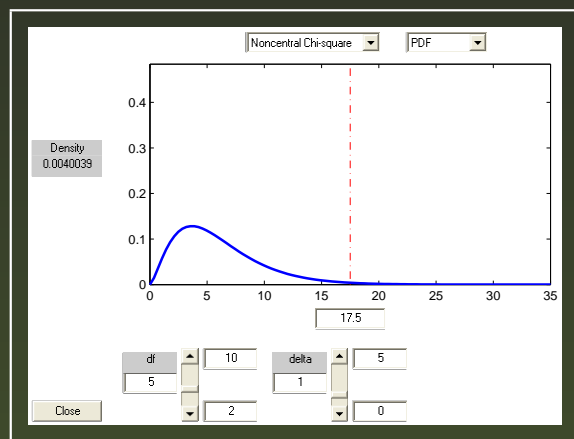 Noncentral Chi-square PDF
0.4
Density
0.0040039
0.3
0.2
0.1
0
0 5 10 15 20 25 30 35
17.5
df 10 delta 5
5 1
Close 2 0